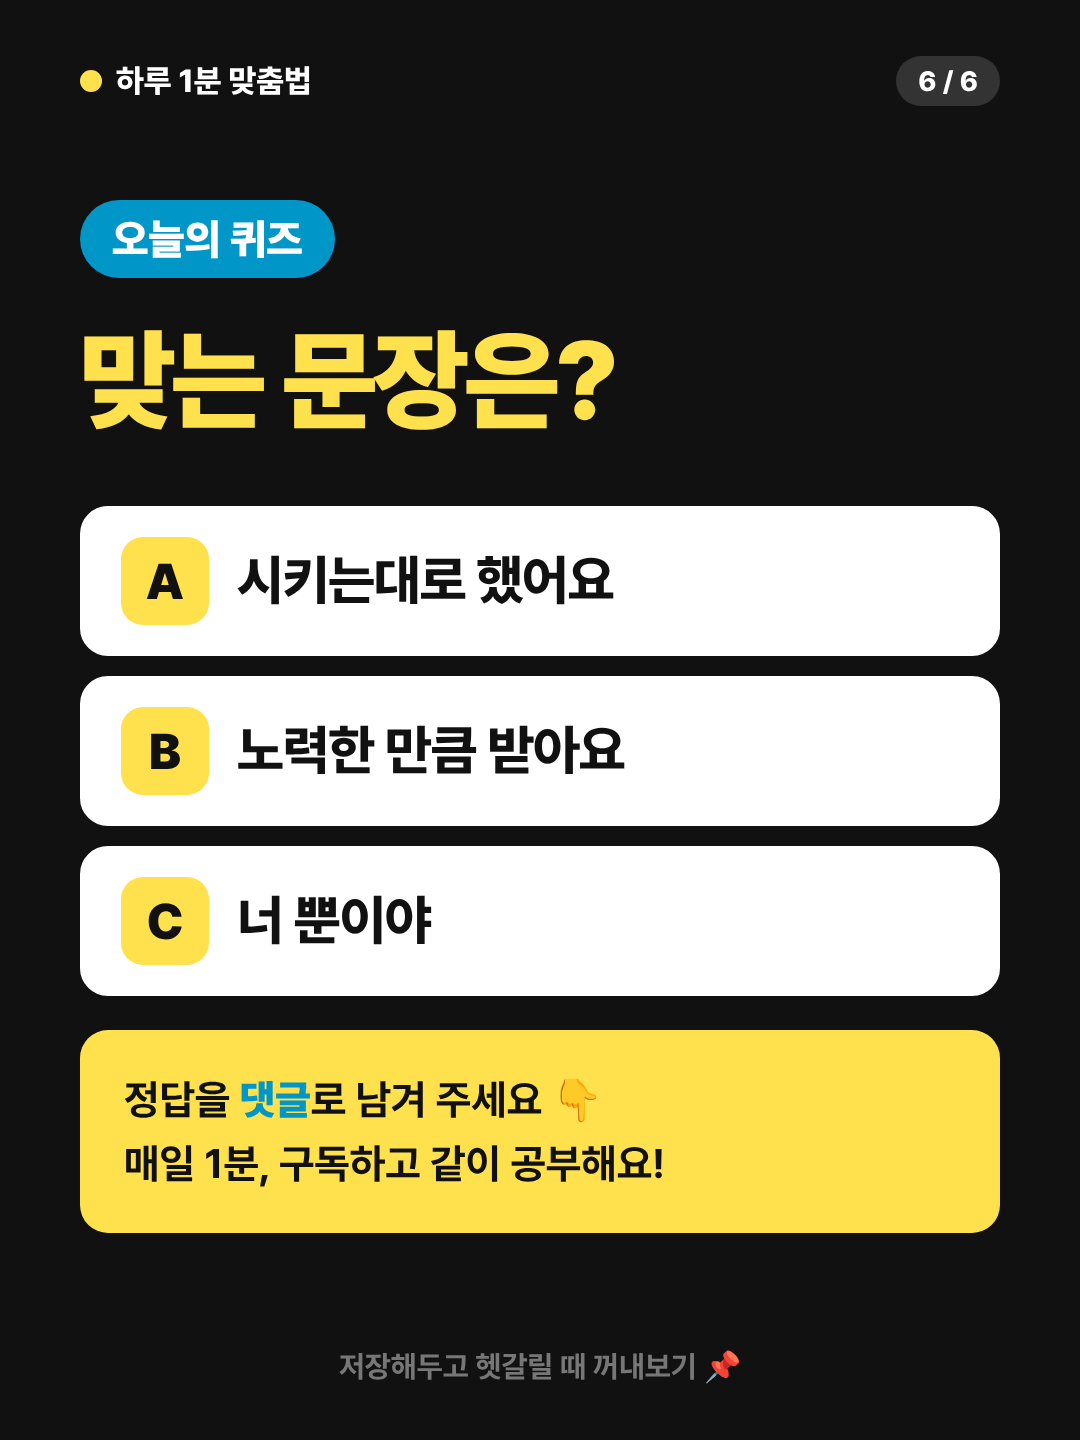 하루 1분 맞춤법
6 / 6
오늘의 퀴즈
맞는 문장은?
A 시키는대로 했어요
B 노력한 만큼 받아요
C 너 뿐이야
정답을 댓글로 남겨 주세요 👇
매일 1분, 구독하고 같이 공부해요!
저장해두고 헷갈릴 때 꺼내보기 📌